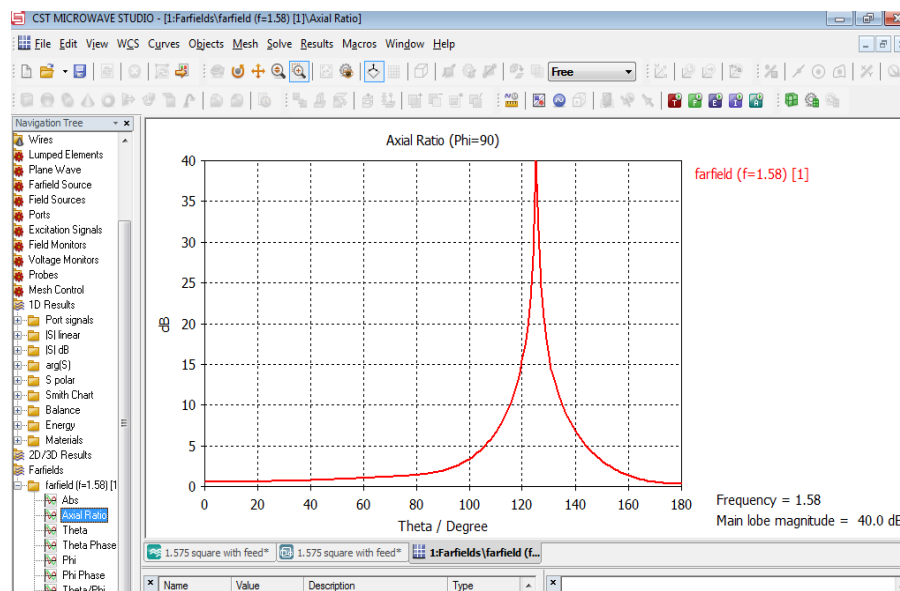 CST MICROWAVE STUDIO - [1:Farfields\farfield (f=1.58) [1]\Axial Ratio]
File Edit View WCS Curves Objects Mesh Solve Results Macros Window Help
Free
Navigation Tree
Wires
Lumped Elements
Plane Wave
Farfield Source
Field Sources
Ports
Excitation Signals
Field Monitors
Voltage Monitors
Probes
Mesh Control
1D Results
Port signals
|S| linear
|S| dB
arg(S)
S polar
Smith Chart
Balance
Energy
Materials
2D/3D Results
Farfields
farfield (f=1.58) [1
Abs
Axial Ratio
Theta
Theta Phase
Phi
Phi Phase
Theta/Phi
Axial Ratio (Phi=90)
40
35
30
25
20
15
10
5
0
dB
0 20 40 60 80 100 120 140 160 180
Theta / Degree
farfield (f=1.58) [1]
Frequency = 1.58
Main lobe magnitude = 40.0 dB
1.575 square with feed* 1.575 square with feed* 1:Farfields\farfield (f...
Name Value Description Type